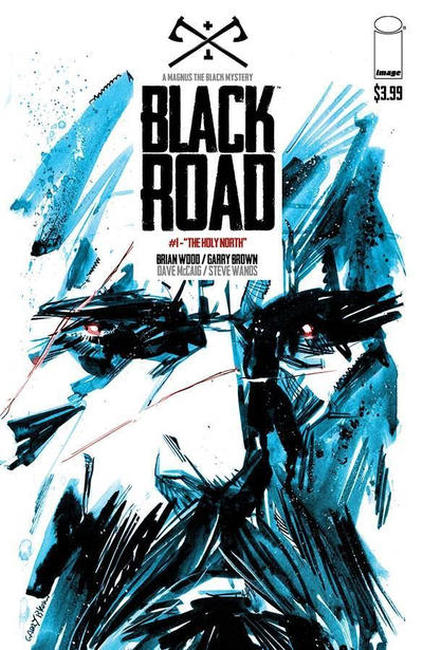 A MAGNUS THE BLACK MYSTERY
image
$3.99
BLACK
ROAD
#1-"THE HOLY NORTH"
BRIAN WOOD / GARRY BROWN
DAVE McCAIG / STEVE WANDS